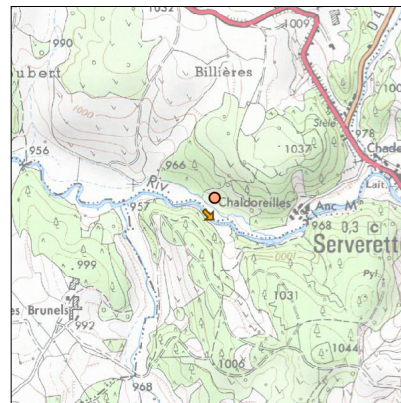 1032
1009
990
ubert
Billières
1000
Stèle
978
1037
Chade
956
966
Lait.
Riv
Chaldoreilles
957
Anc Mⁱⁿ
968
0,3
Serverett
999
1000
Pyl.
es Brunels
992
1031
1044
1006
968